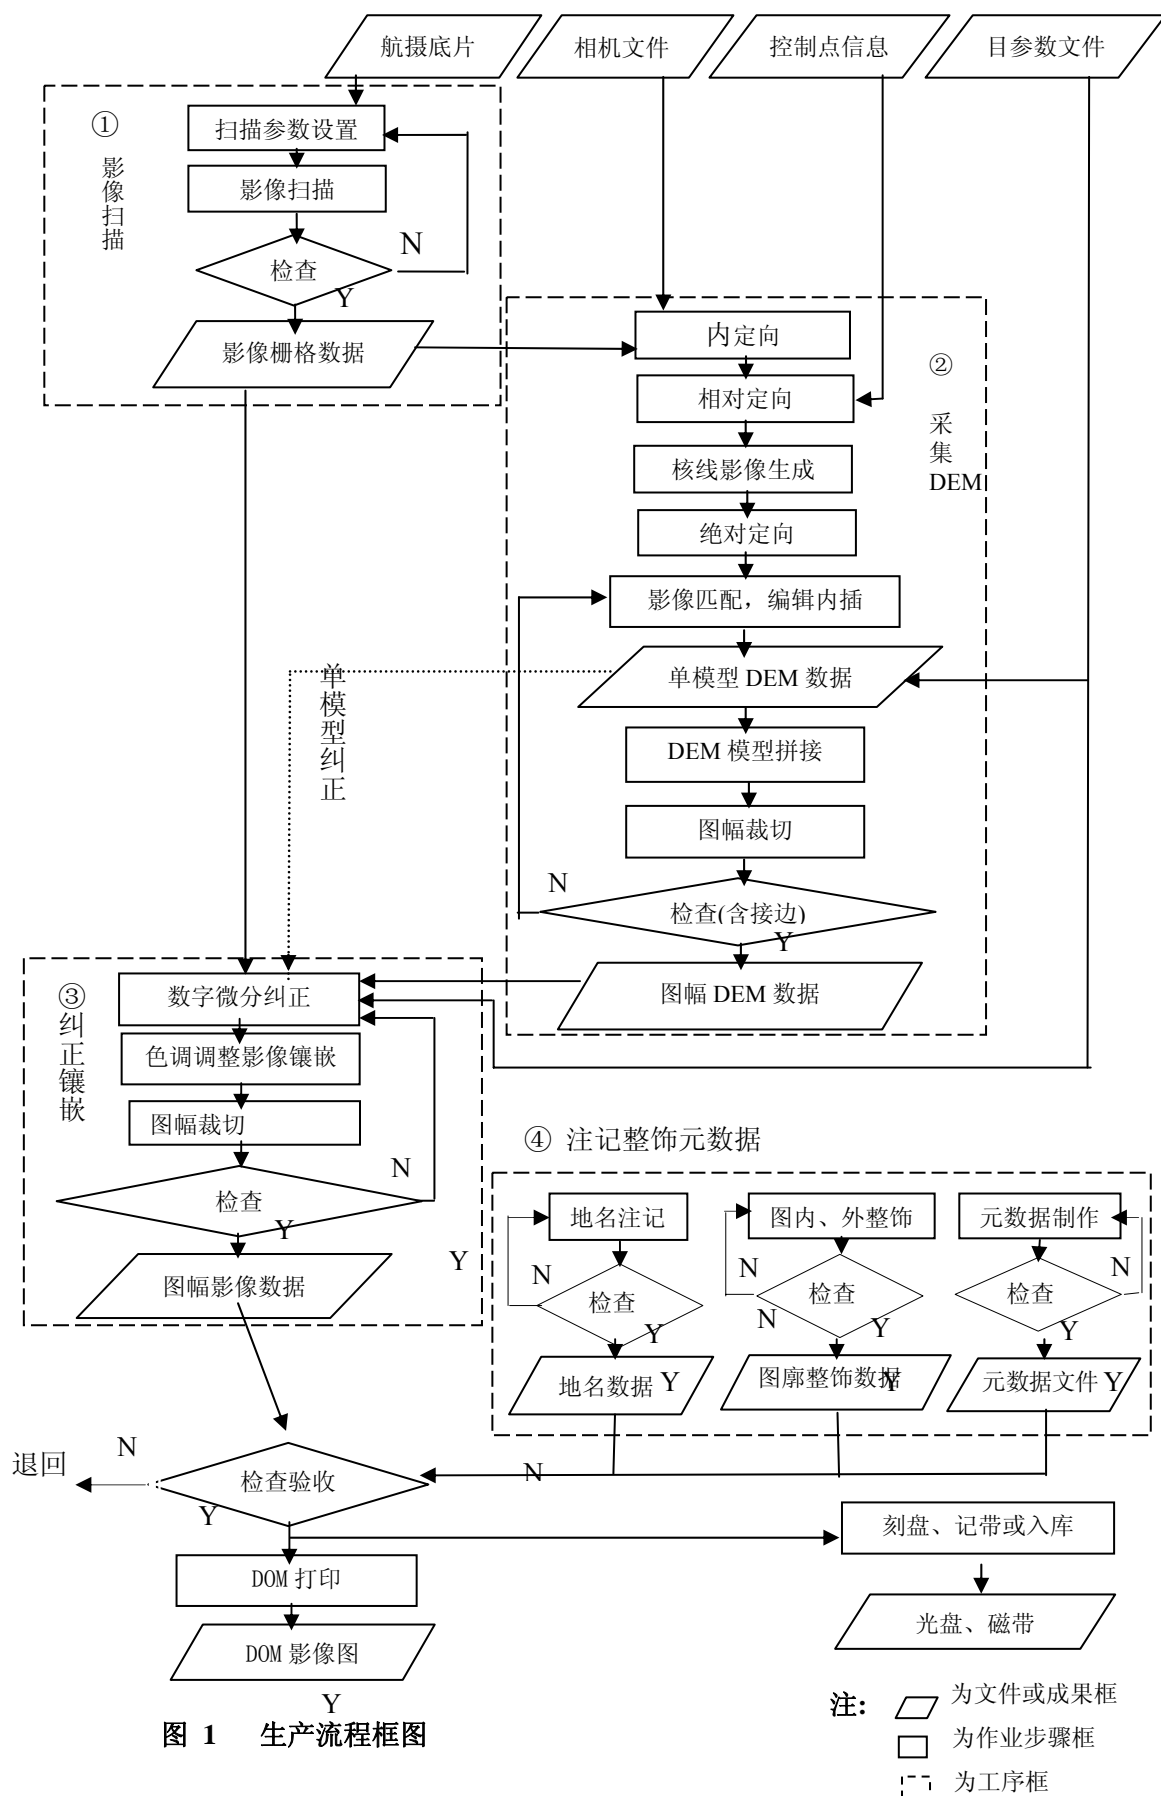 航摄底片
相机文件
控制点信息
目参数文件
①
影像扫描
扫描参数设置
影像扫描
N
检查
Y
影像栅格数据
内定向
②
采集
DEM
相对定向
核线影像生成
绝对定向
影像匹配，编辑内插
单模型 DEM 数据
单模型纠正
DEM 模型拼接
图幅裁切
N
检查(含接边)
Y
图幅 DEM 数据
③
纠正镶嵌
数字微分纠正
色调调整影像镶嵌
图幅裁切
N
检查
Y
Y
图幅影像数据
④ 注记整饰元数据
地名注记
N
检查
Y
地名数据
Y
图内、外整饰
N
检查
N
Y
图廓整饰数据
Y
元数据制作
N
检查
Y
元数据文件
Y
退回
N
检查验收
N
Y
刻盘、记带或入库
DOM 打印
光盘、磁带
DOM 影像图
Y
图 1 生产流程框图
注:
为文件或成果框
为作业步骤框
为工序框